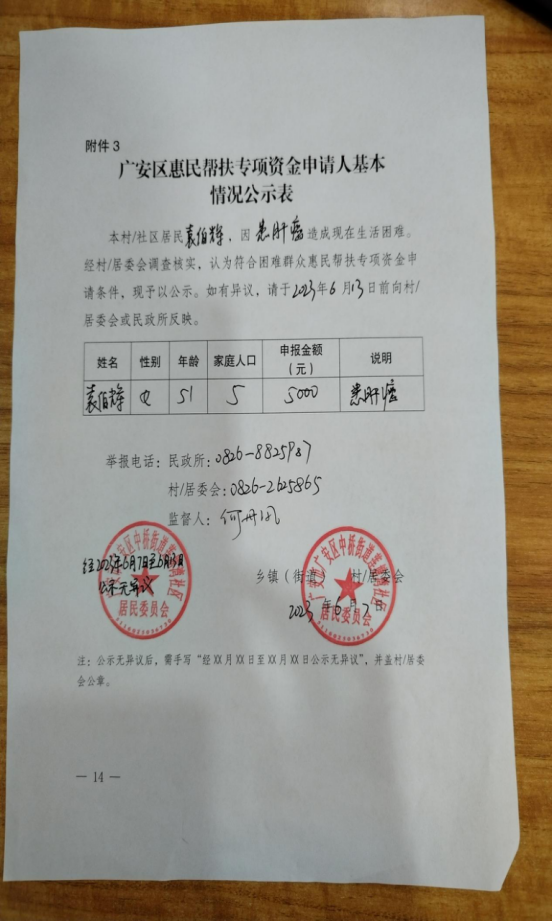 附件 3
广安区惠民帮扶专项资金申请人基本
情况公示表
本村/社区居民袁伯辉，因 患肝癌 造成现在生活困难。
经村/居委会调查核实，认为符合困难群众惠民帮扶专项资金申
请条件，现予以公示。如有异议，请于2023年6月13日前向村/
居委会或民政所反映。
姓名 性别 年龄 家庭人口 申报金额（元） 说明
袁伯辉 51 5 5000 患肝癌
举报电话：民政所：0826-8825987
村/居委会：0826-2625865
监督人：何丹凤
经2023年6月7日至6月13日
公示无异议
居民委员会
乡镇（街道） 村/居委会
2023年6月7日
居民委员会
注：公示无异议后，需手写“经XX月XX日至XX月XX日公示无异议”，并盖村/居委
会公章。
— 14 —